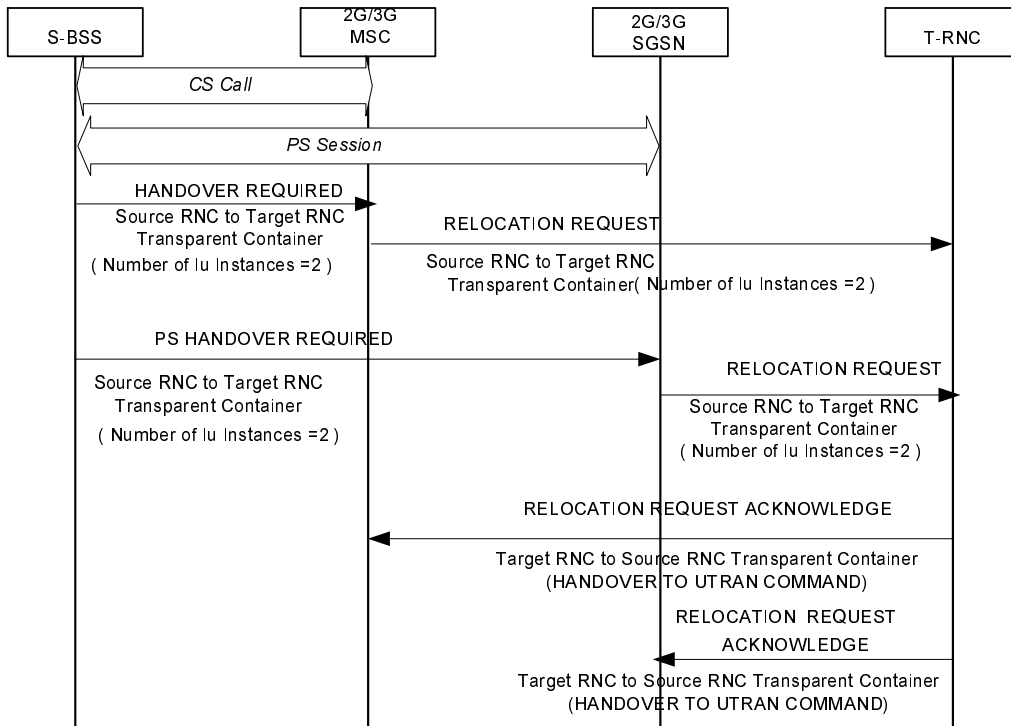 S-BSS
2G/3G
MSC
2G/3G
SGSN
T-RNC
CS Call
PS Session
HANDOVER REQUIRED
Source RNC to Target RNC
Transparent Container
( Number of Iu Instances =2 )
RELOCATION REQUEST
Source RNC to Target RNC
Transparent Container( Number of Iu Instances =2 )
PS HANDOVER REQUIRED
Source RNC to Target RNC
Transparent Container
( Number of Iu Instances =2 )
RELOCATION REQUEST
Source RNC to Target RNC
Transparent Container
( Number of Iu Instances =2 )
RELOCATION REQUEST ACKNOWLEDGE
Target RNC to Source RNC Transparent Container
(HANDOVER TO UTRAN COMMAND)
RELOCATION REQUEST
ACKNOWLEDGE
Target RNC to Source RNC Transparent Container
(HANDOVER TO UTRAN COMMAND)